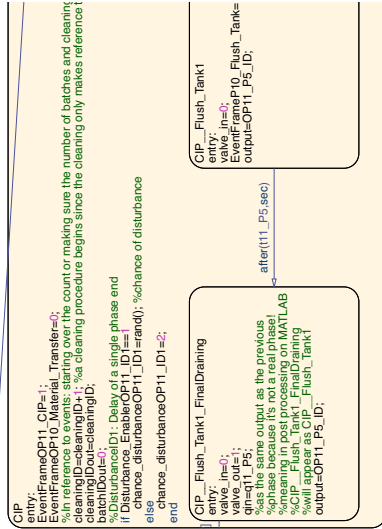 CIP
entry:
EventFrameOP11_CIP=1;
EventFrameOP10_Material_Transfer=0;
%In reference to events: starting over the count or making sure the number of batches and cleaning
cleaningID=cleaningID+1; %a cleaning procedure begins since the cleaning only makes reference t
batchIDout=0;
cleaningIDout=cleaningID;
%DisturbanceID1: Delay of a single phase end
if disturbance_EnablerOP11_ID1==1
chance_disturbanceOP11_ID1=rand(); %chance of disturbance
else
chance_disturbanceOP11_ID1=2;
end
CIP__Flush_Tank1_FinalDraining
entry:
valve_in=0;
valve_out=1;
qin=q11_P5;
%as the same output as the previous
%phase because it's not a real phase!
%meaning in post processing on MATLAB
%CIP__Flush_Tank1_FinalDraining
%will appear as CIP__Flush_Tank1
output=OP11_P5_ID;
after(t11_P5,sec)
CIP__Flush_Tank1
entry:
valve_in=0;
EventFrameP10_Flush_Tank=
output=OP11_P5_ID;
[]